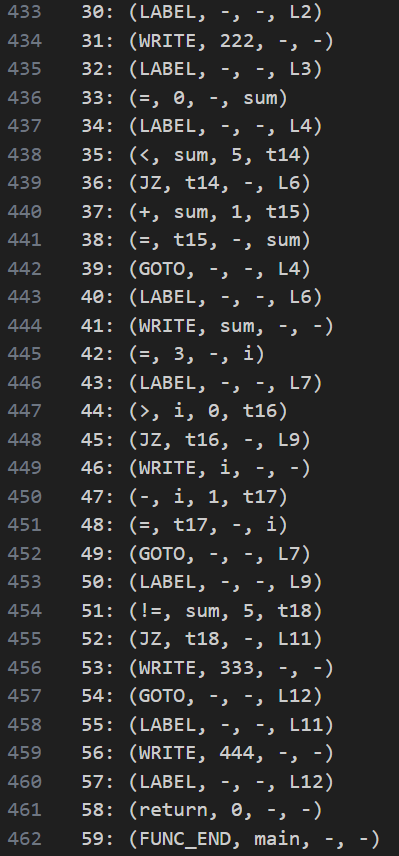 433 30: (LABEL, -, -, L2)
434 31: (WRITE, 222, -, -)
435 32: (LABEL, -, -, L3)
436 33: (=, 0, -, sum)
437 34: (LABEL, -, -, L4)
438 35: (<, sum, 5, t14)
439 36: (JZ, t14, -, L6)
440 37: (+, sum, 1, t15)
441 38: (=, t15, -, sum)
442 39: (GOTO, -, -, L4)
443 40: (LABEL, -, -, L6)
444 41: (WRITE, sum, -, -)
445 42: (=, 3, -, i)
446 43: (LABEL, -, -, L7)
447 44: (>, i, 0, t16)
448 45: (JZ, t16, -, L9)
449 46: (WRITE, i, -, -)
450 47: (-, i, 1, t17)
451 48: (=, t17, -, i)
452 49: (GOTO, -, -, L7)
453 50: (LABEL, -, -, L9)
454 51: (!=, sum, 5, t18)
455 52: (JZ, t18, -, L11)
456 53: (WRITE, 333, -, -)
457 54: (GOTO, -, -, L12)
458 55: (LABEL, -, -, L11)
459 56: (WRITE, 444, -, -)
460 57: (LABEL, -, -, L12)
461 58: (return, 0, -, -)
462 59: (FUNC_END, main, -, -)